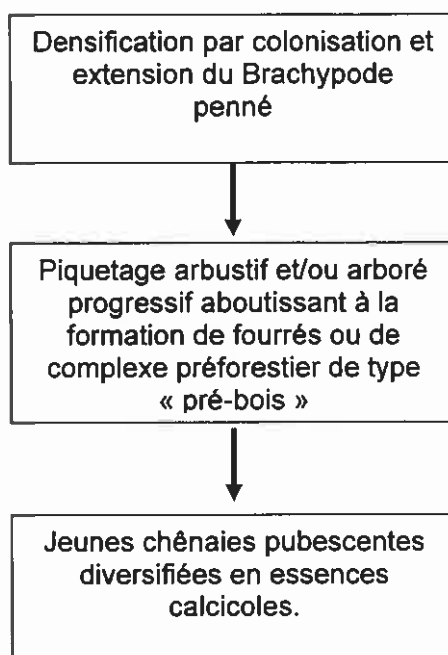 Densification par colonisation et
extension du Brachypode
penné
Piquetage arbustif et/ou arboré
progressif aboutissant à la
formation de fourrés ou de
complexe préforestier de type
« pré-bois »
Jeunes chênaies pubescentes
diversifiées en essences
calcicoles.